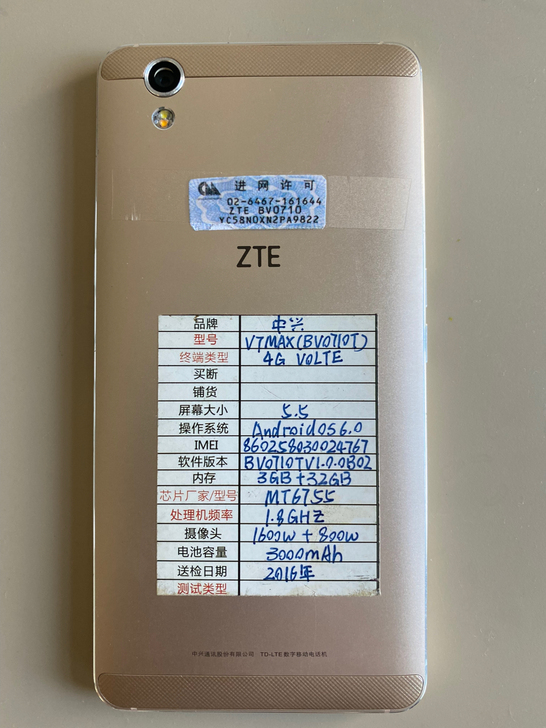 CMA 进网许可
02-6467-161644
ZTE BV0710
YC58N0XN2PA9822
ZTE
品牌 中兴
型号 V7MAX(BV0710T)
终端类型 4G VOLTE
买断
铺货
屏幕大小 5.5
操作系统 AndroidOS6.0
IMEI 860258030024767
软件版本 BV0710TV1.0.0B02
内存 3GB+32GB
芯片厂家/型号 MT6755
处理机频率 1.8GHZ
摄像头 1600w+800w
电池容量 3000mAh
送检日期 2016年
测试类型
中兴通讯股份有限公司 TD-LTE数字移动电话机